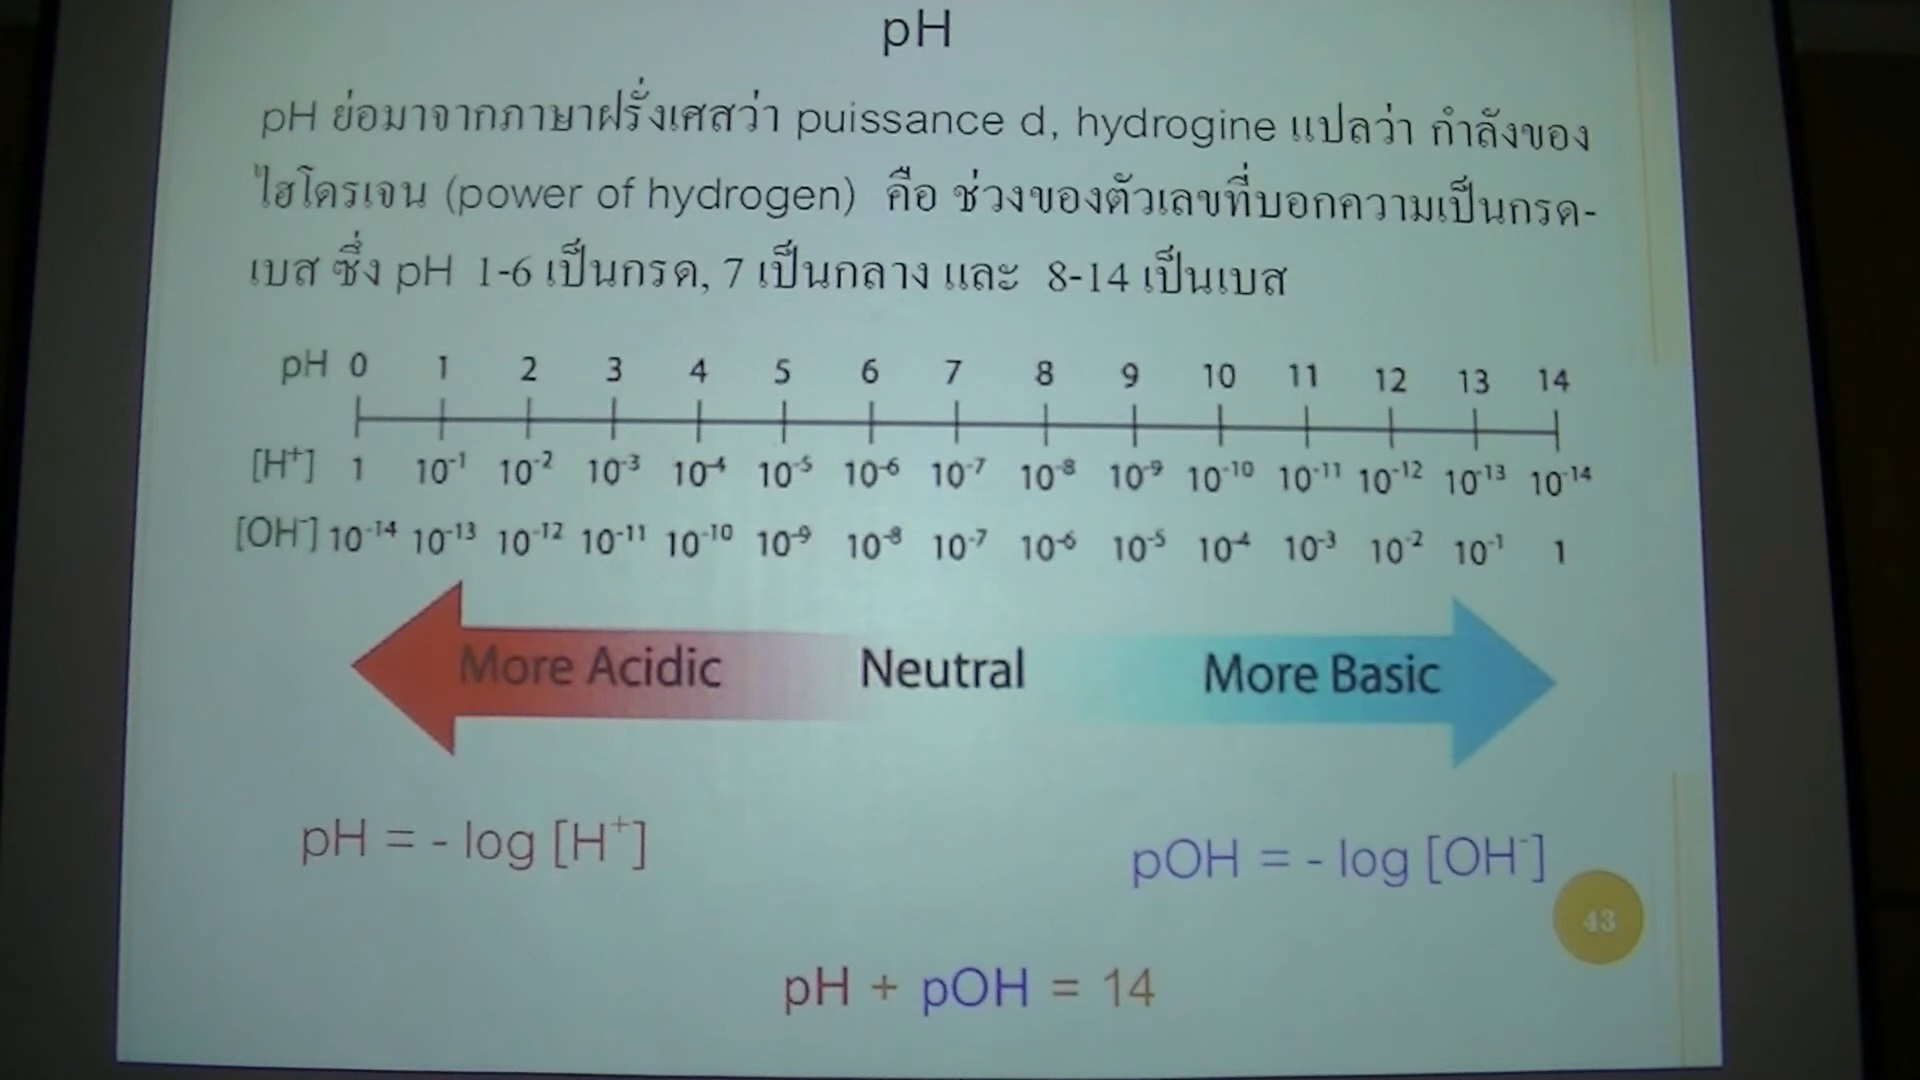 pH
pH ย่อมาจากภาษาฝรั่งเศสว่า puissance d, hydrogine แปลว่า กำลังของ
ไฮโดรเจน (power of hydrogen) คือ ช่วงของตัวเลขที่บอกความเป็นกรด-
เบส ซึ่ง pH 1-6 เป็นกรด, 7 เป็นกลาง และ 8-14 เป็นเบส
pH 0 1 2 3 4 5 6 7 8 9 10 11 12 13 14
[H⁺] 1 10⁻¹ 10⁻² 10⁻³ 10⁻⁴ 10⁻⁵ 10⁻⁶ 10⁻⁷ 10⁻⁸ 10⁻⁹ 10⁻¹⁰ 10⁻¹¹ 10⁻¹² 10⁻¹³ 10⁻¹⁴
[OH⁻] 10⁻¹⁴ 10⁻¹³ 10⁻¹² 10⁻¹¹ 10⁻¹⁰ 10⁻⁹ 10⁻⁸ 10⁻⁷ 10⁻⁶ 10⁻⁵ 10⁻⁴ 10⁻³ 10⁻² 10⁻¹ 1
More Acidic Neutral More Basic
pH = - log [H⁺]
pOH = - log [OH⁻]
43
pH + pOH = 14